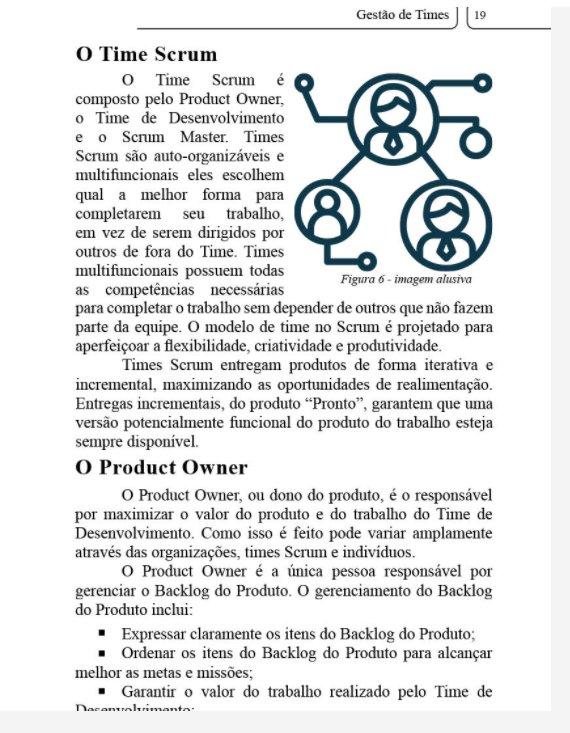 Gestão de Times 19
O Time Scrum
O Time Scrum é
composto pelo Product Owner,
o Time de Desenvolvimento
e o Scrum Master. Times
Scrum são auto-organizáveis e
multifuncionais eles escolhem
qual a melhor forma para
completarem seu trabalho,
em vez de serem dirigidos por
outros de fora do Time. Times
multifuncionais possuem todas
as competências necessárias
Figura 6 - imagem alusiva
para completar o trabalho sem depender de outros que não fazem
parte da equipe. O modelo de time no Scrum é projetado para
aperfeiçoar a flexibilidade, criatividade e produtividade.
Times Scrum entregam produtos de forma iterativa e
incremental, maximizando as oportunidades de realimentação.
Entregas incrementais, do produto “Pronto”, garantem que uma
versão potencialmente funcional do produto do trabalho esteja
sempre disponível.
O Product Owner
O Product Owner, ou dono do produto, é o responsável
por maximizar o valor do produto e do trabalho do Time de
Desenvolvimento. Como isso é feito pode variar amplamente
através das organizações, times Scrum e indivíduos.
O Product Owner é a única pessoa responsável por
gerenciar o Backlog do Produto. O gerenciamento do Backlog
do Produto inclui:
▪ Expressar claramente os itens do Backlog do Produto;
▪ Ordenar os itens do Backlog do Produto para alcançar
melhor as metas e missões;
▪ Garantir o valor do trabalho realizado pelo Time de
Desenvolvimento;